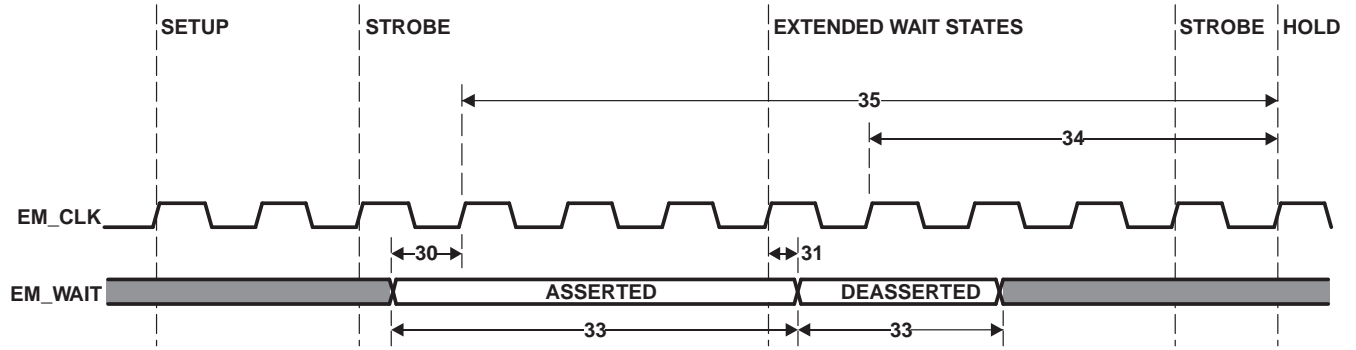 SETUP STROBE EXTENDED WAIT STATES STROBE HOLD
35
34
EM_CLK
30 31
EM_WAIT ASSERTED DEASSERTED
33 33